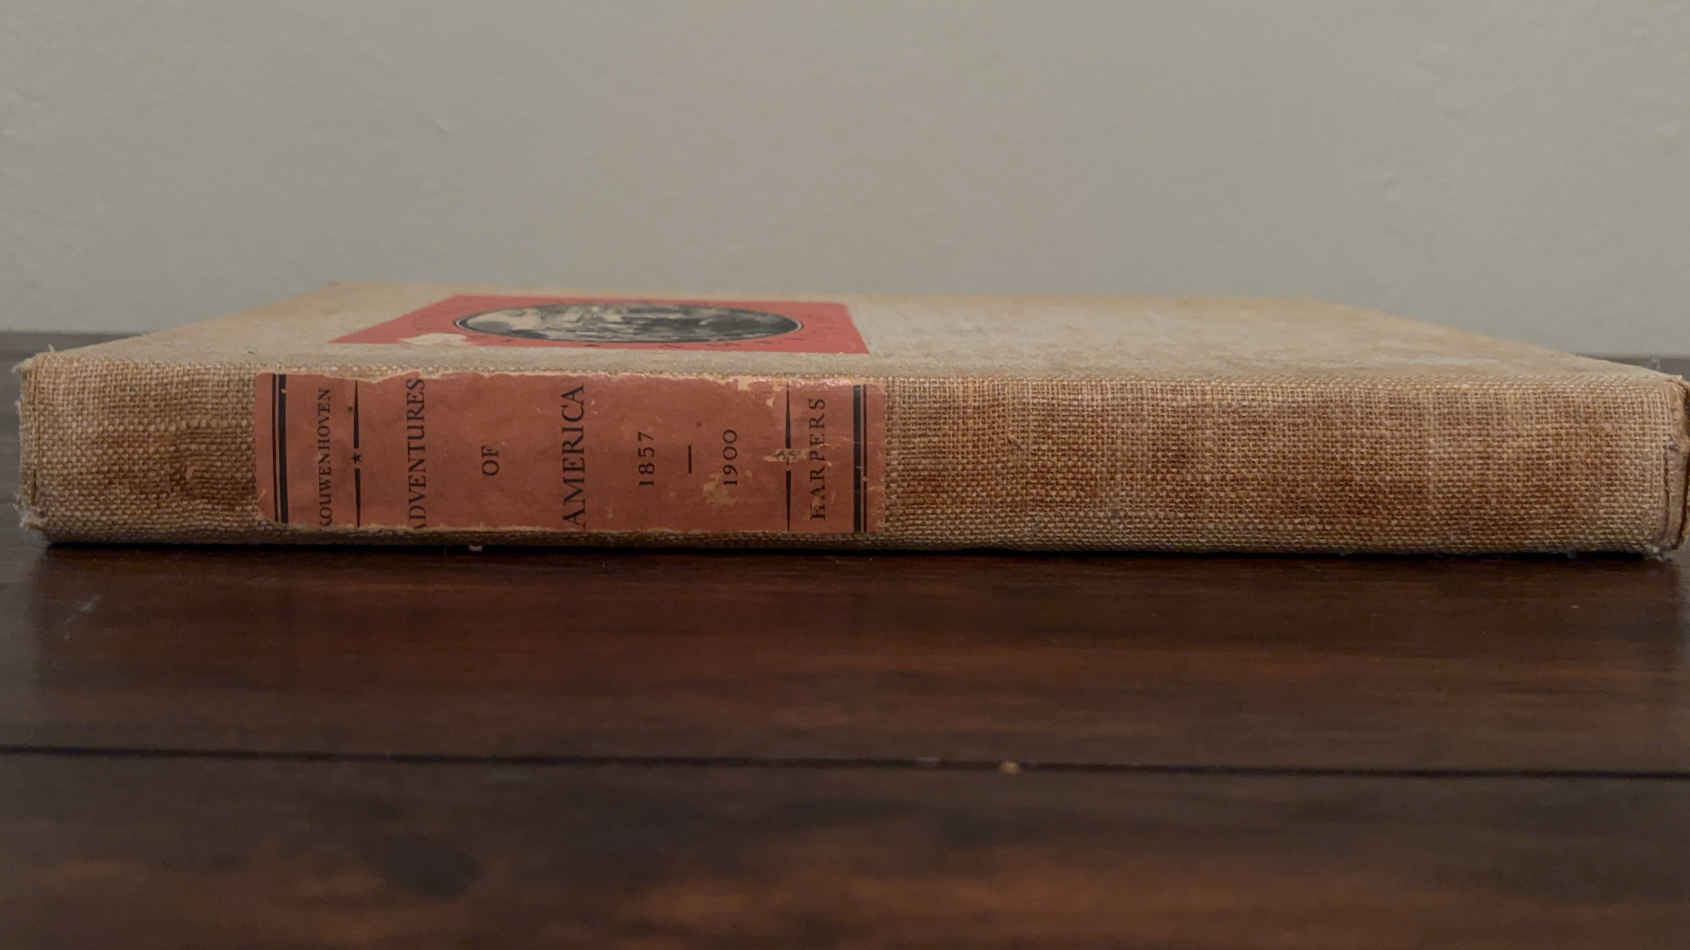 KOUWENHOVEN
ADVENTURES
OF
AMERICA
1857
—
1900
HARPERS